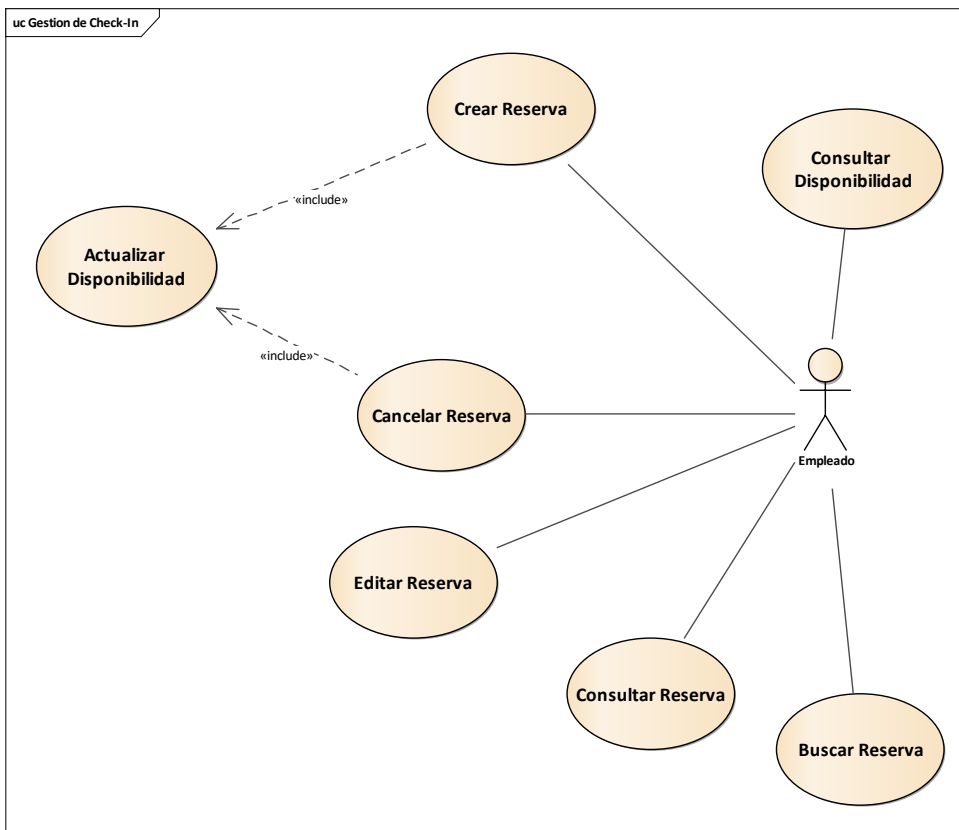 uc Gestion de Check-In
Crear Reserva
Consultar
Disponibilidad
«include»
Actualizar
Disponibilidad
«include»
Cancelar Reserva
Empleado
Editar Reserva
Consultar Reserva
Buscar Reserva